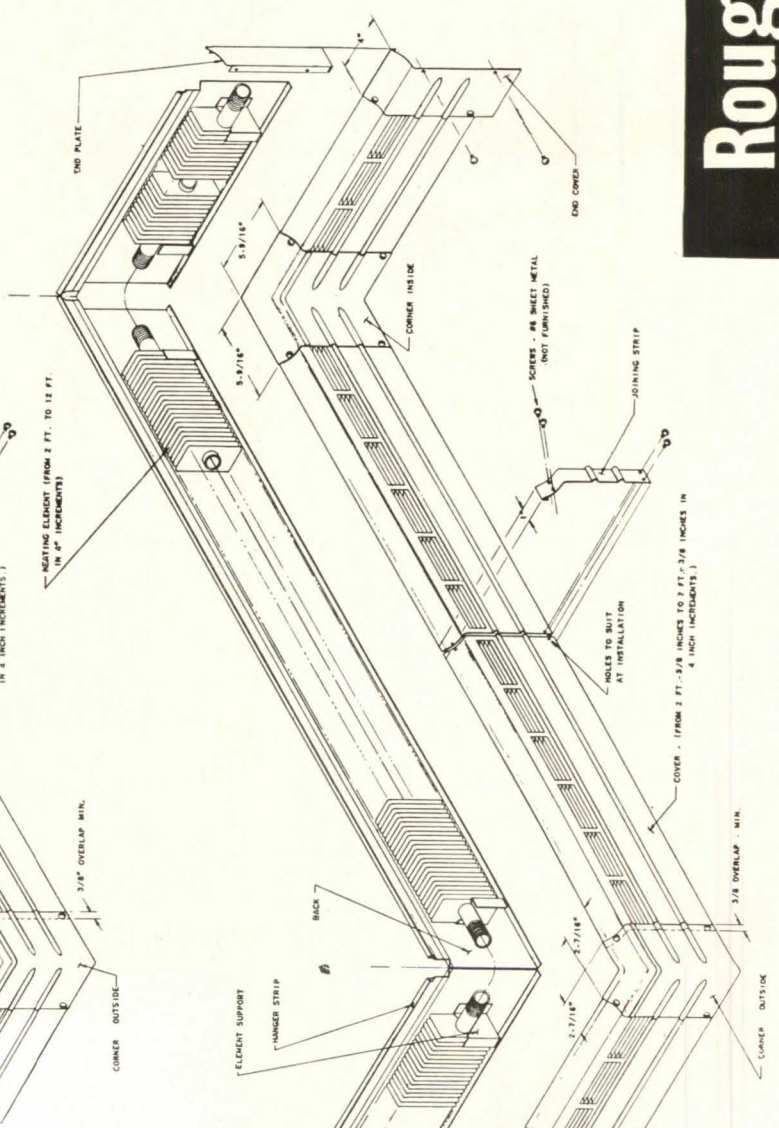 Roug
END PLATE
4"
HEATING ELEMENT (FROM 2 FT. TO 12 FT.
IN 4" INCREMENTS)
IN 4 INCH INCREMENTS.)
5-9/16"
5-9/16"
END COVER
CORNER INSIDE
SCREWS - #6 SHEET METAL
(NOT FURNISHED)
JOINING STRIP
1"
HOLES TO SUIT
AT INSTALLATION
COVER - (FROM 2 FT.-3/8 INCHES TO 7 FT.-3/8 INCHES IN
4 INCH INCREMENTS.)
3/8" OVERLAP MIN.
CORNER OUTSIDE
BACK
HANGER STRIP
ELEMENT SUPPORT
2-7/16"
2-7/16"
3/8 OVERLAP - MIN.
CORNER OUTSIDE